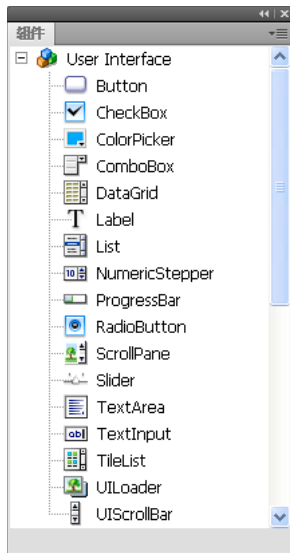 组件
User Interface
Button
CheckBox
ColorPicker
ComboBox
DataGrid
Label
List
NumericStepper
ProgressBar
RadioButton
ScrollPane
Slider
TextArea
TextInput
TileList
UILoader
UIScrollBar